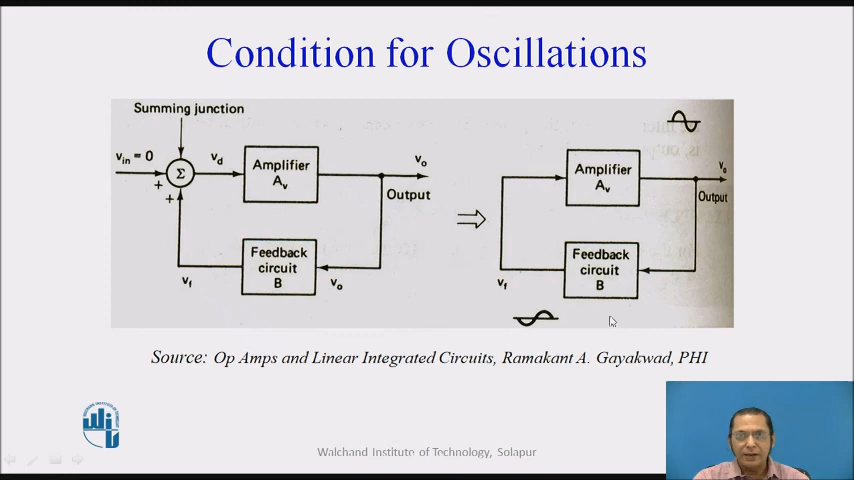 Condition for Oscillations
Summing junction
v_in = 0
+
+
Σ
v_d
Amplifier
A_v
v_o
Output
Feedback
circuit
B
v_f
v_o
Amplifier
A_v
v_o
Output
Feedback
circuit
B
v_f
Source: Op Amps and Linear Integrated Circuits, Ramakant A. Gayakwad, PHI
Walchand Institute of Technology, Solapur